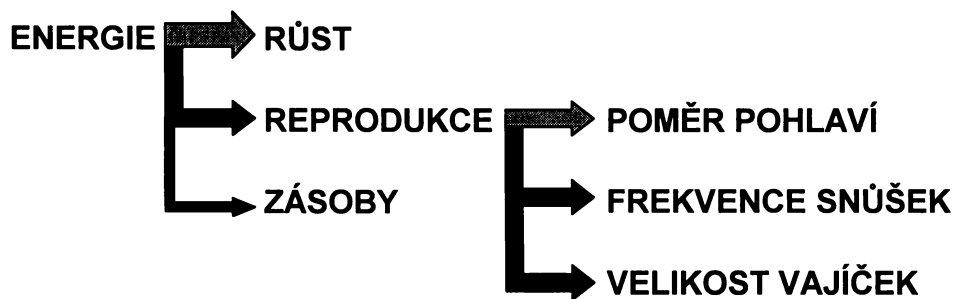 ENERGIE RŮST
REPRODUKCE POMĚR POHLAVÍ
ZÁSOBY FREKVENCE SNŮŠEK
VELIKOST VAJÍČEK